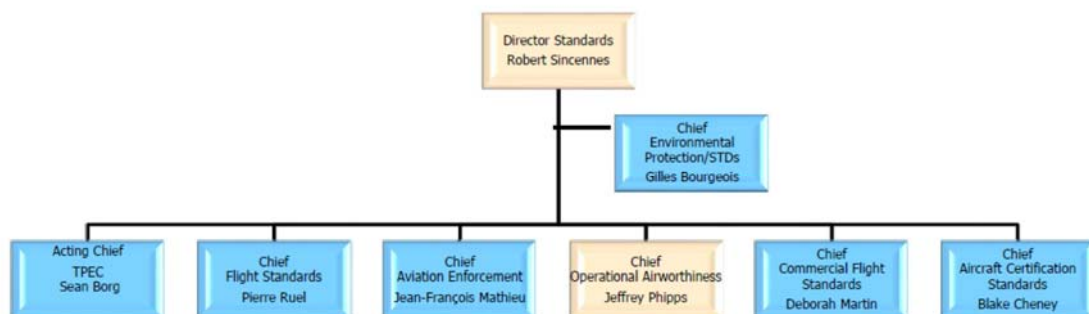 Director Standards
Robert Sincennes
Chief
Environmental
Protection/STDs
Gilles Bourgeois
Acting Chief
TPEC
Sean Borg
Chief
Flight Standards
Pierre Ruel
Chief
Aviation Enforcement
Jean-François Mathieu
Chief
Operational Airworthiness
Jeffrey Phipps
Chief
Commercial Flight
Standards
Deborah Martin
Chief
Aircraft Certification
Standards
Blake Cheney